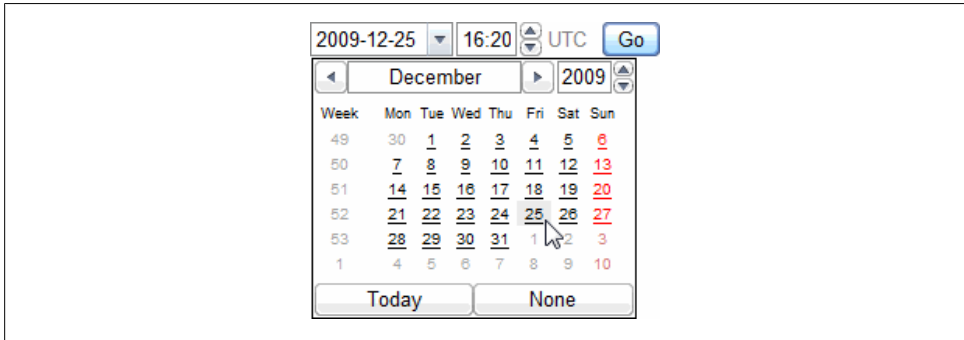 2009-12-25 16:20 UTC Go
December 2009
Week Mon Tue Wed Thu Fri Sat Sun
49 30 1 2 3 4 5 6
50 7 8 9 10 11 12 13
51 14 15 16 17 18 19 20
52 21 22 23 24 25 26 27
53 28 29 30 31 1 2 3
1 4 5 6 7 8 9 10
Today None